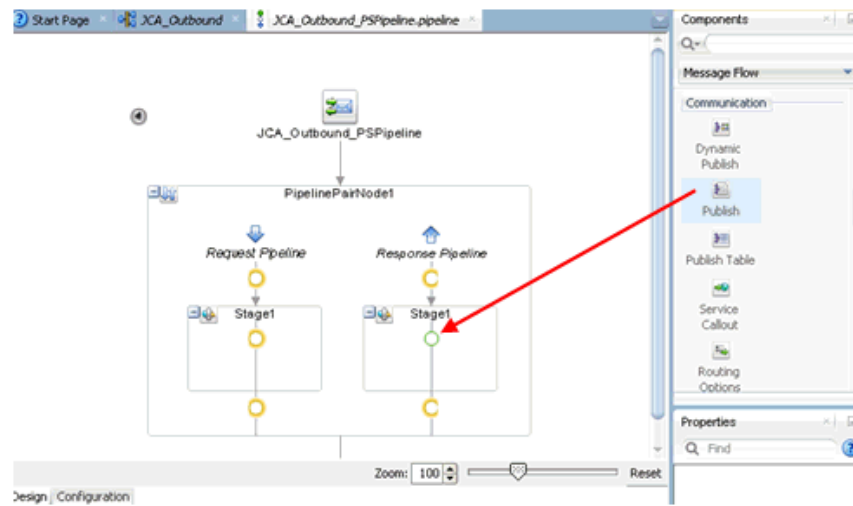 Start Page
JCA_Outbound
JCA_Outbound_PSPipeline.pipeline
Components
Message Flow
Communication
Dynamic
Publish
Publish
Publish Table
Service
Callout
Routing
Options
JCA_Outbound_PSPipeline
PipelinePairNode1
Request Pipeline
Response Pipeline
Stage1
Stage1
Properties
Find
Zoom: 100
Reset
Design
Configuration